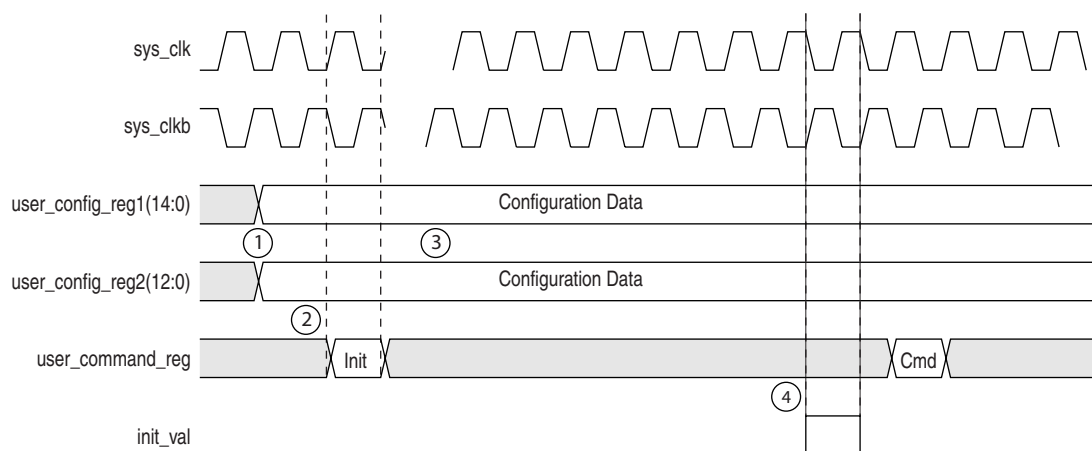 sys_clk
sys_clkb
user_config_reg1(14:0)
Configuration Data
1
3
user_config_reg2(12:0)
Configuration Data
2
user_command_reg
Init
Cmd
4
init_val